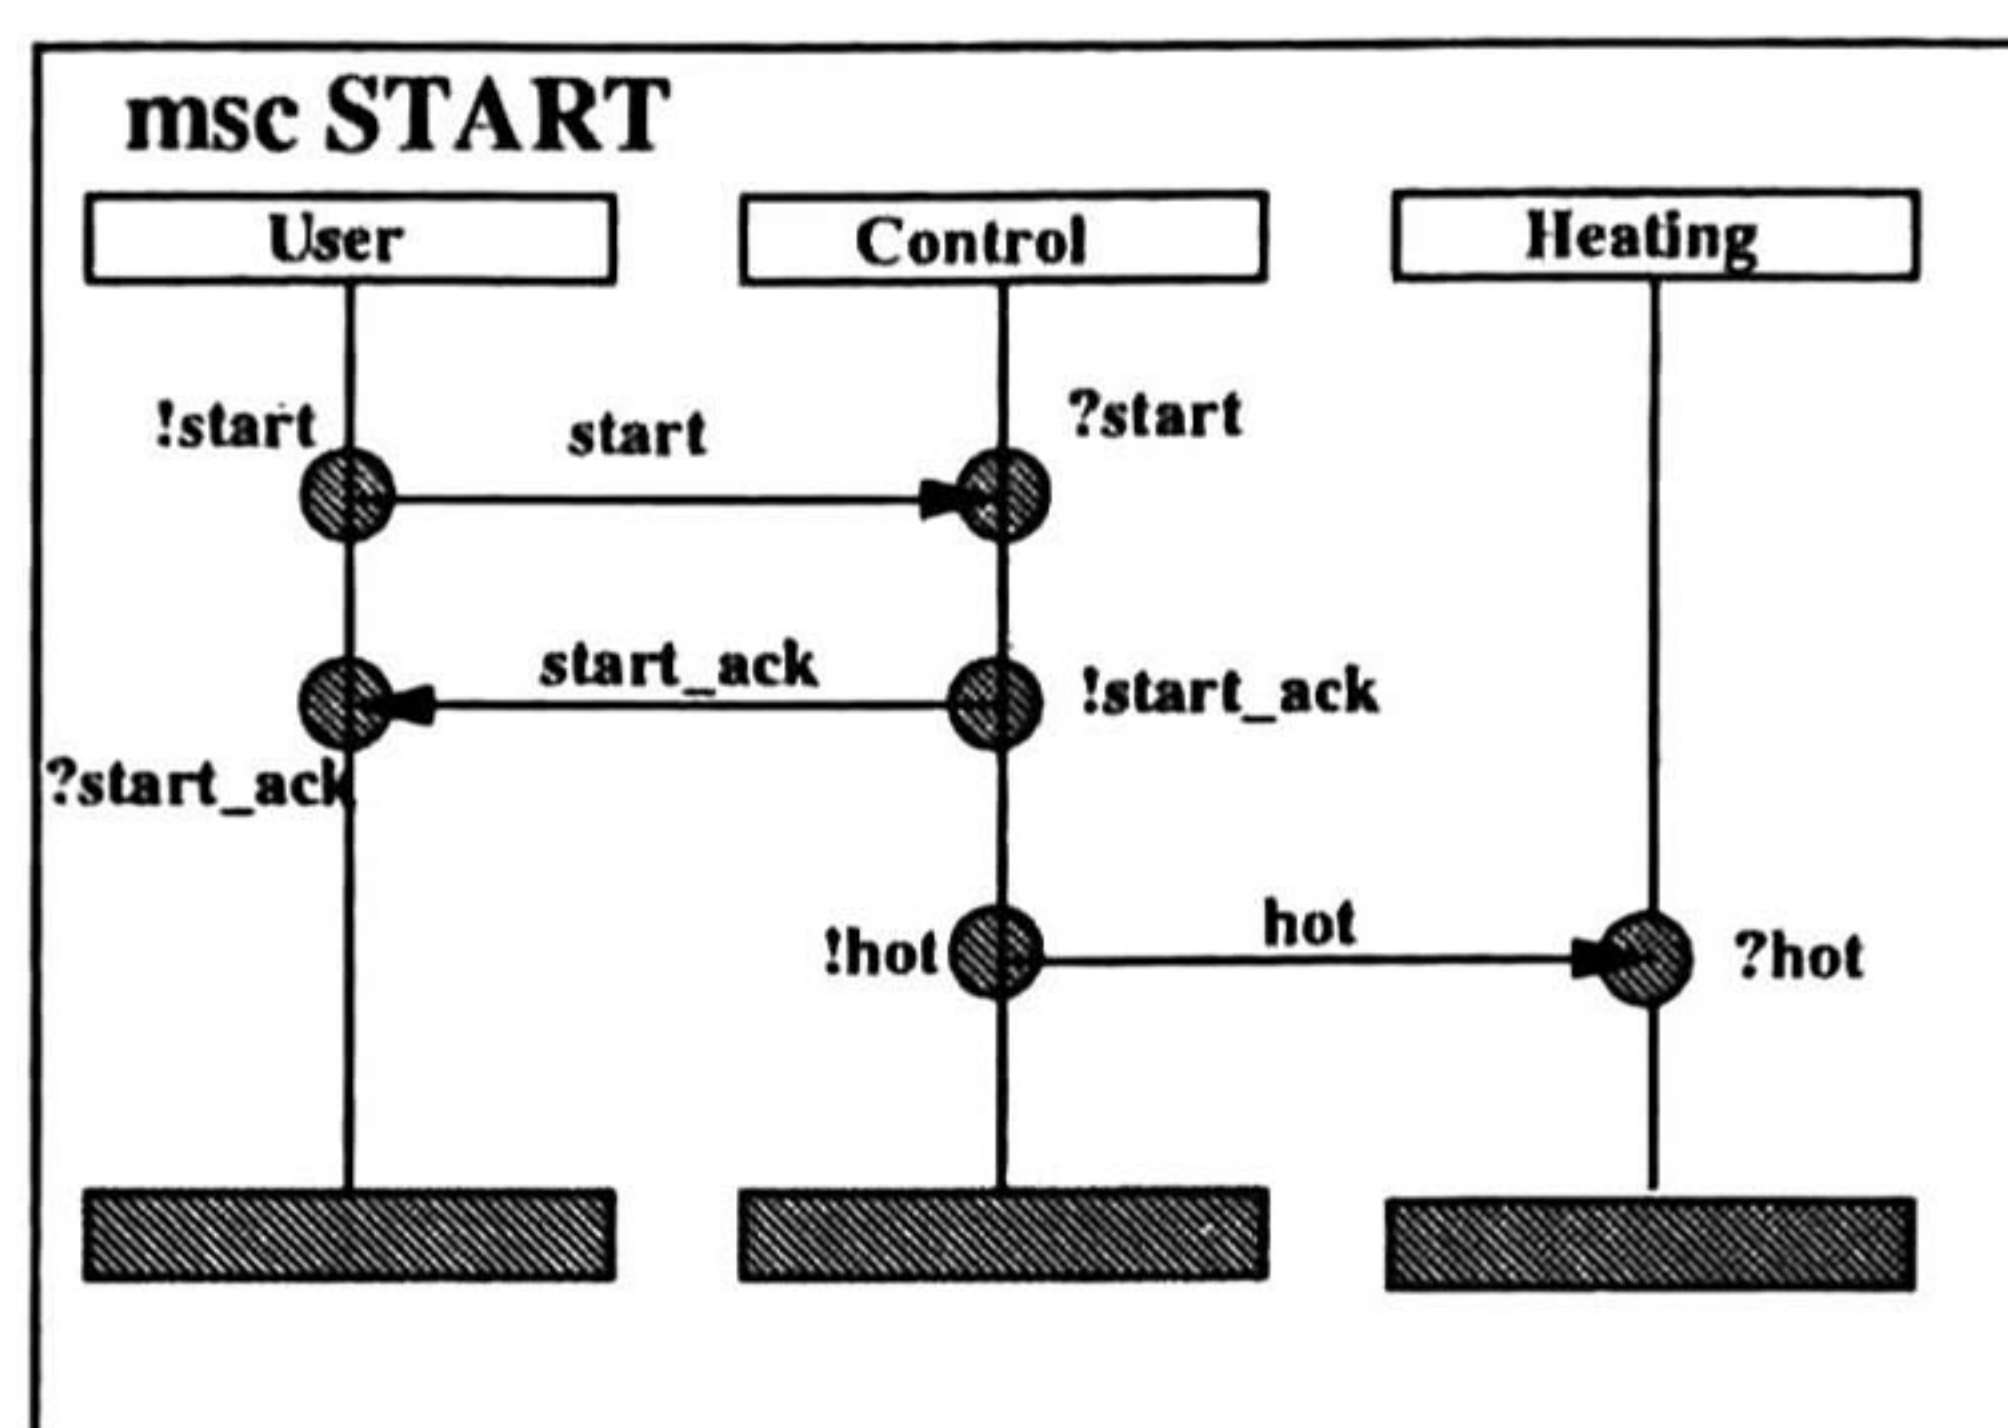 msc START
User Control Heating
!start start ?start
start_ack !start_ack
?start_ack
!hot hot ?hot